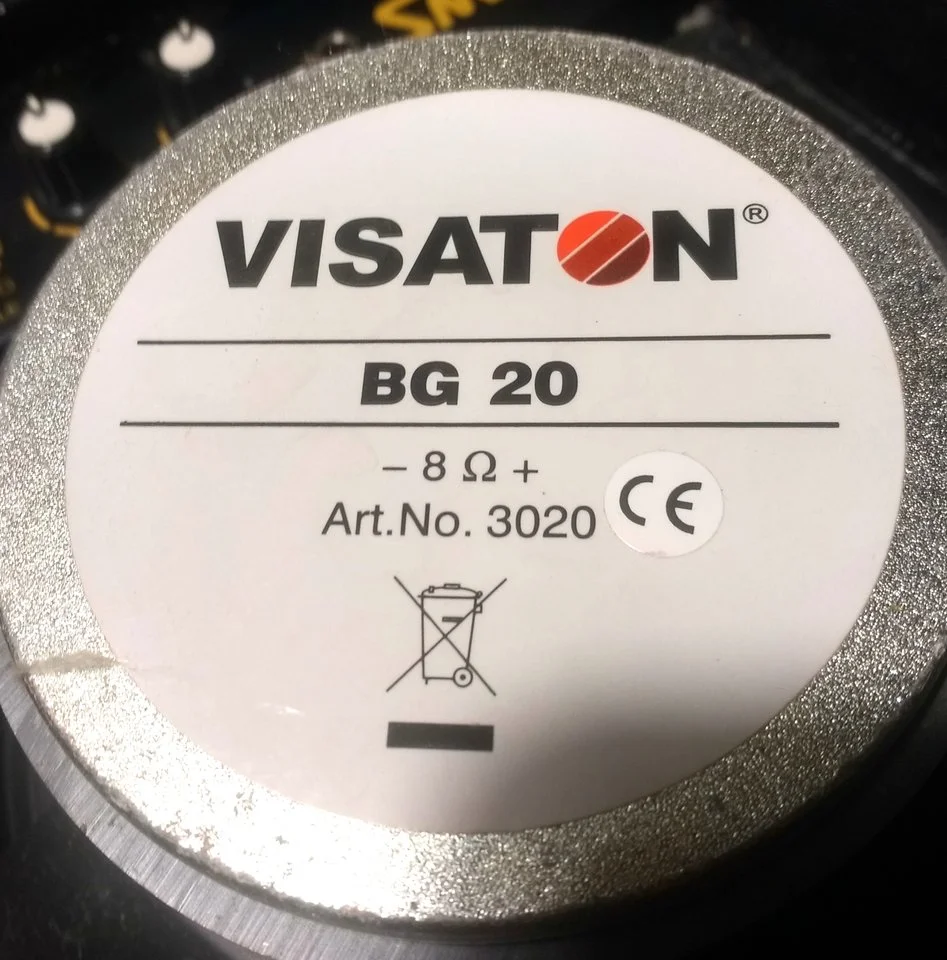 VISATON®
BG 20
– 8 Ω +
Art.No. 3020
CE